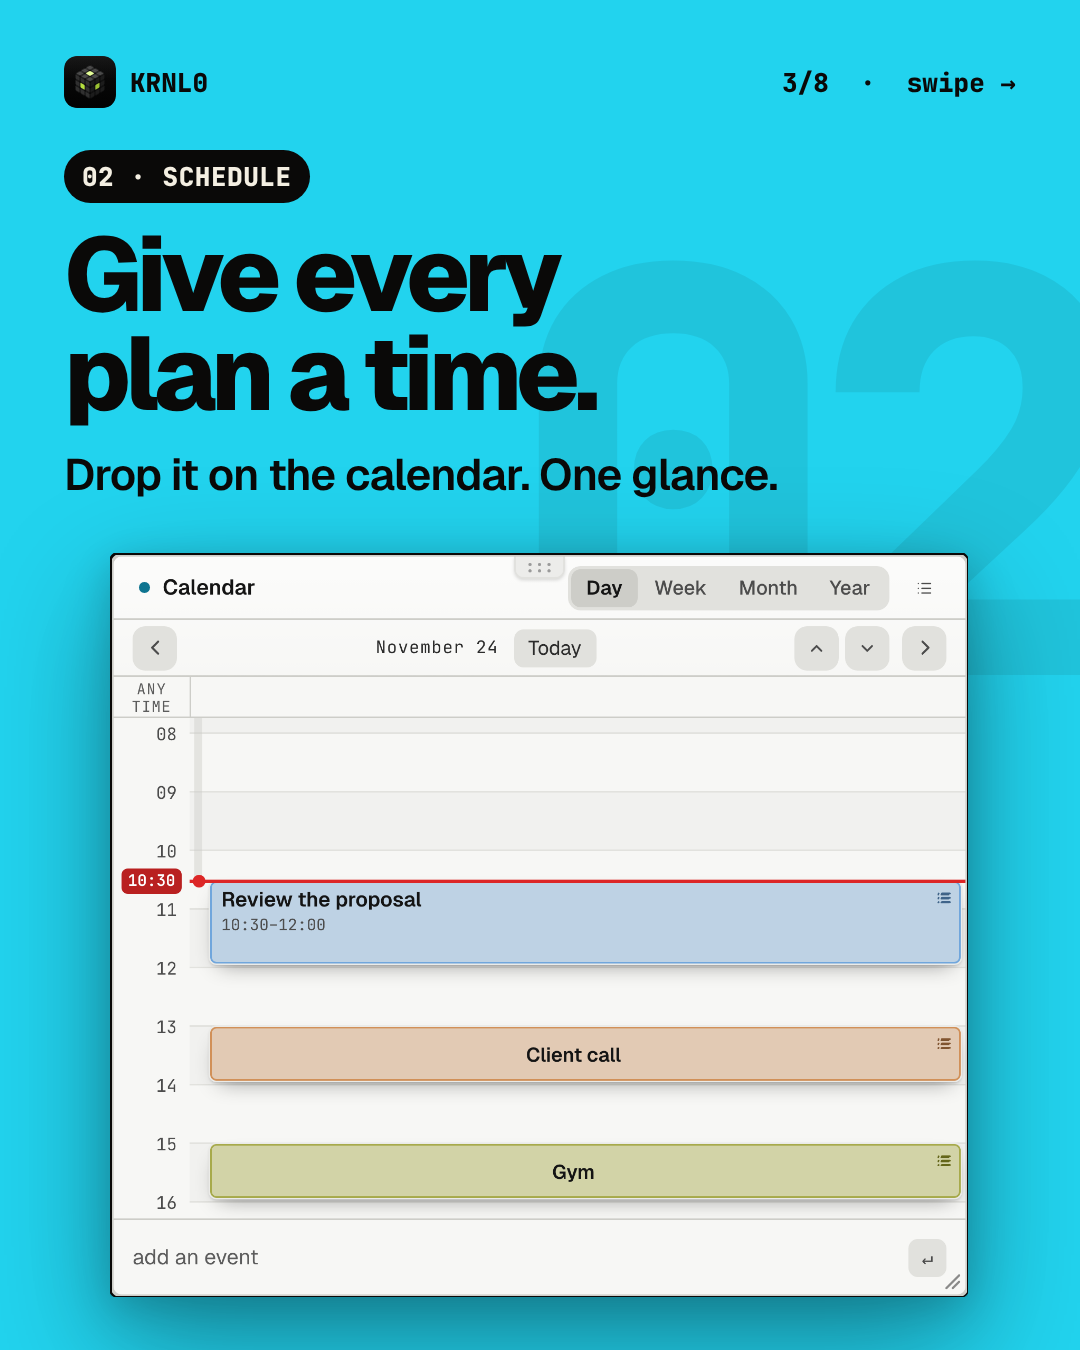 KRNL0
3/8 · swipe →
02 · SCHEDULE
Give every
plan a time.
Drop it on the calendar. One glance.
02
Calendar
Day Week Month Year
November 24 Today
ANY
TIME
08
09
10
10:30
Review the proposal
10:30–12:00
11
12
13
Client call
14
15
Gym
16
add an event